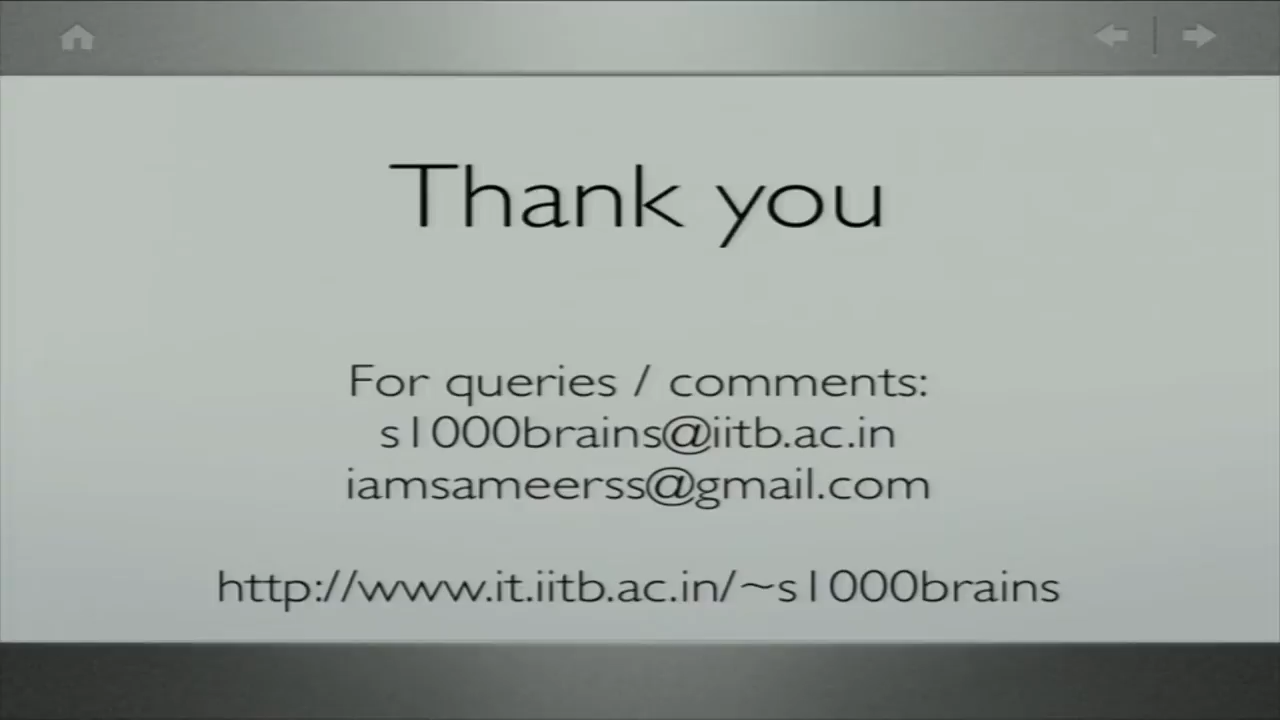 Thank you
For queries / comments:
s1000brains@iitb.ac.in
iamsameerss@gmail.com
http://www.it.iitb.ac.in/~s1000brains